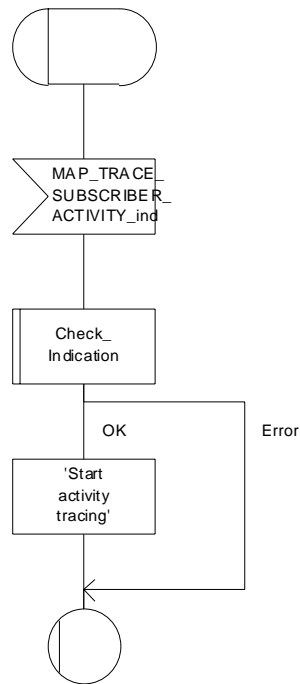 MAP_TRACE_
SUBSCRIBER_
ACTIVITY_ind
Check_
Indication
OK
Error
'Start
activity
tracing'